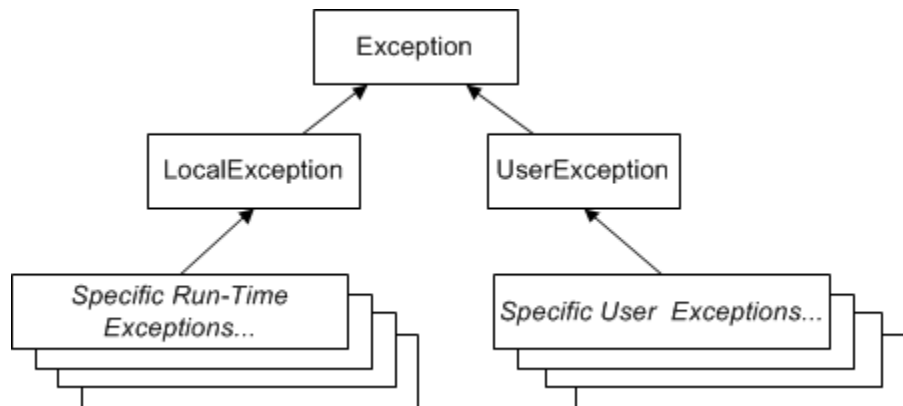 Exception
LocalException
UserException
Specific Run-Time
Exceptions...
Specific User  Exceptions...